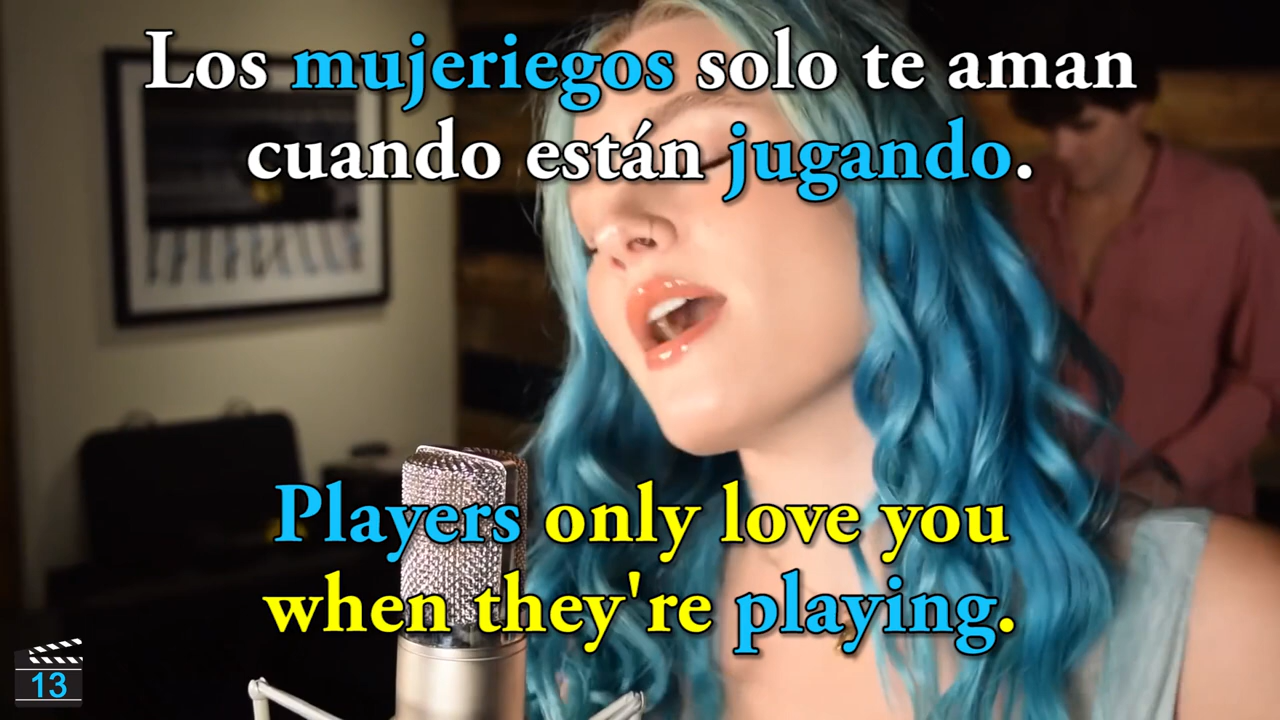 Los mujeriegos solo te aman
cuando están jugando.
Players only love you
when they're playing.
13